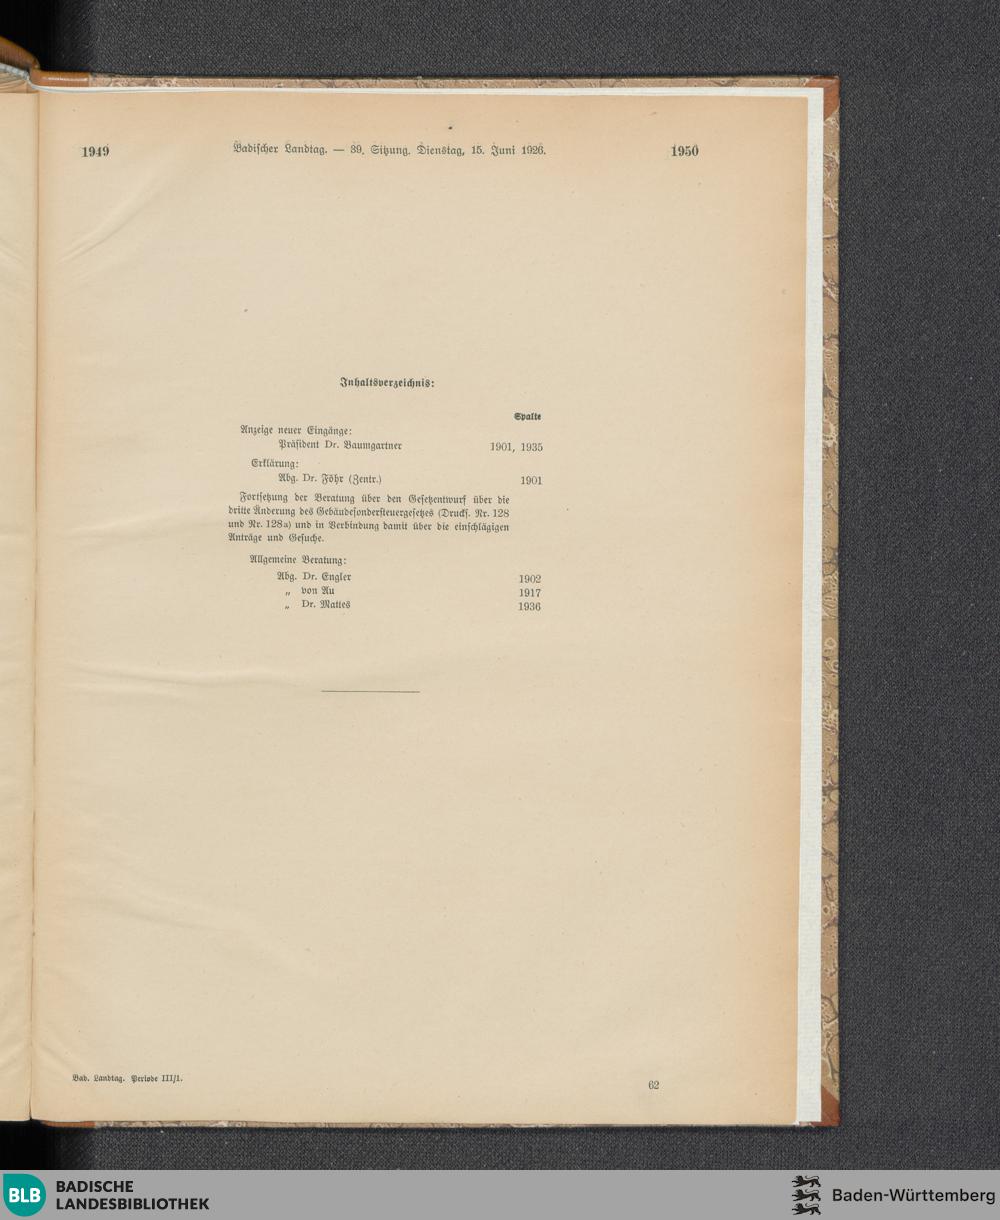 1949
Badischer Landtag. — 39. Sitzung. Dienstag, 15. Juni 1926.
1950
Inhaltsverzeichnis:
Spalte
Anzeige neuer Eingänge:
Präsident Dr. Baumgartner 1901, 1935
Erklärung:
Abg. Dr. Föhr (Zentr.) 1901
Fortsetzung der Beratung über den Gesetzentwurf über die
dritte Änderung des Gebäudesondersteuergesetzes (Drucks. Nr. 128
und Nr. 128a) und in Verbindung damit über die einschlägigen
Anträge und Gesuche.
Allgemeine Beratung:
Abg. Dr. Engler 1902
„ von Au 1917
„ Dr. Mattes 1936
Bad. Landtag. Periode III/1.
62
BLB
BADISCHE
LANDESBIBLIOTHEK
Baden-Württemberg